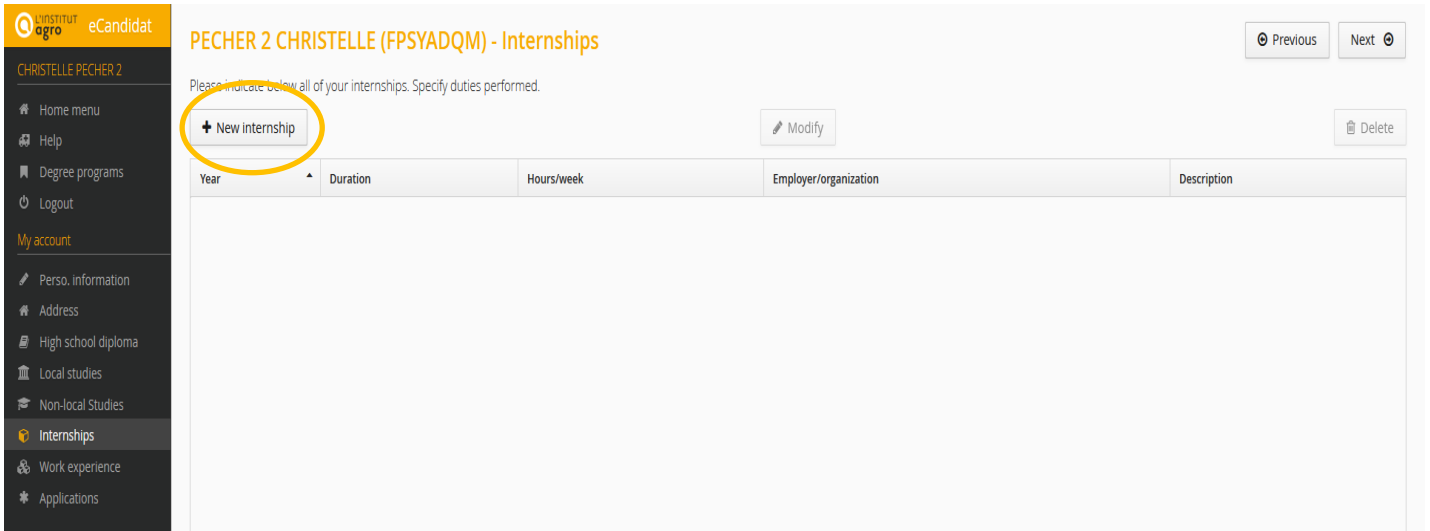 L'INSTITUT agro eCandidat
CHRISTELLE PECHER 2
Home menu
Help
Degree programs
Logout
My account
Perso. information
Address
High school diploma
Local studies
Non-local Studies
Internships
Work experience
Applications
PECHER 2 CHRISTELLE (FPSYADQM) - Internships
Previous Next
Please indicate below all of your internships. Specify duties performed.
+ New internship Modify Delete
Year Duration Hours/week Employer/organization Description